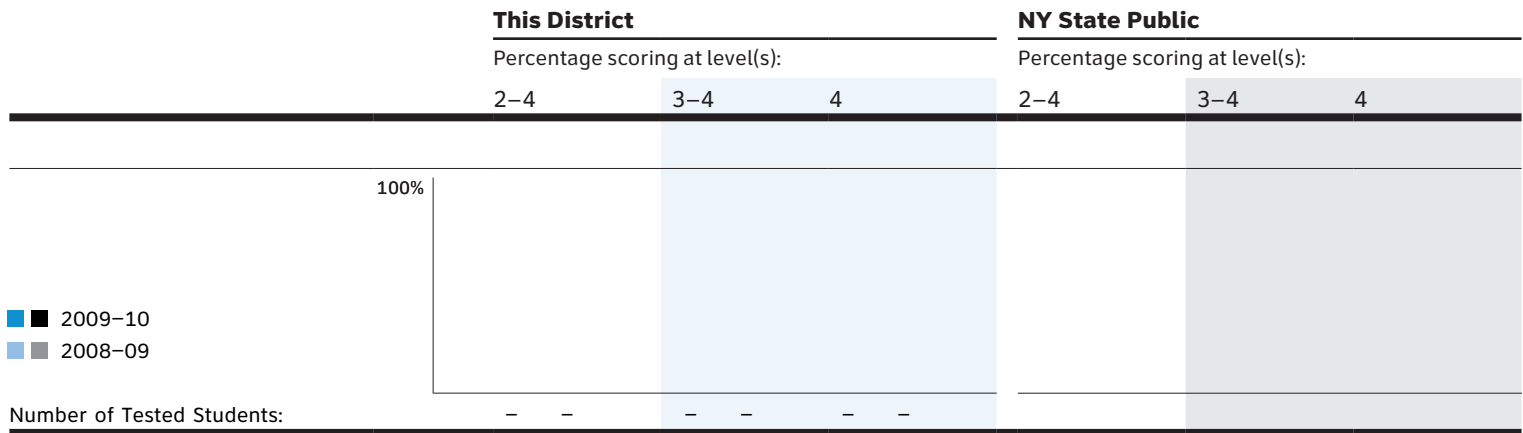 This District NY State Public
Percentage scoring at level(s): Percentage scoring at level(s):
2–4 3–4 4 2–4 3–4 4
100%
2009–10
2008–09
Number of Tested Students: – – – – – –